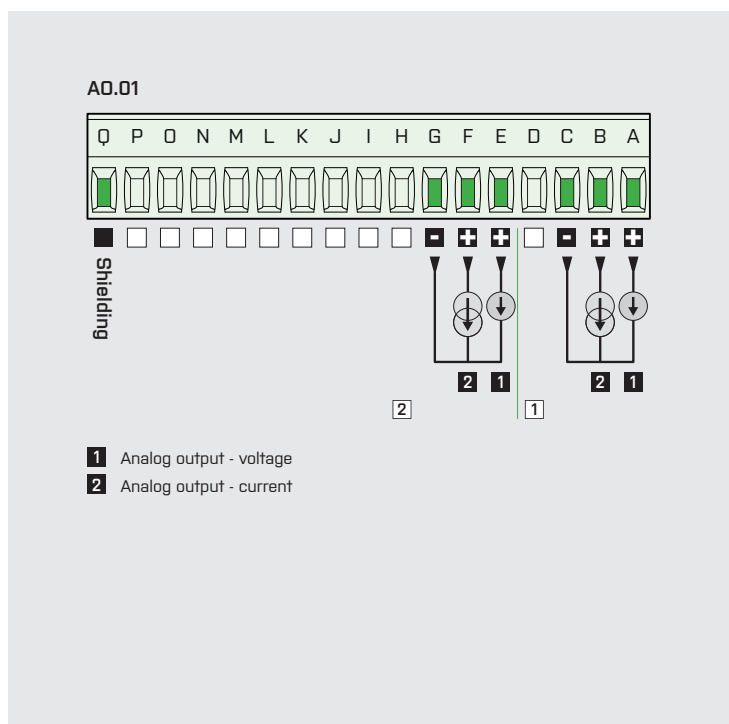 AO.01
Q P O N M L K J I H G F E D C B A
- + + - + +
Shielding
2 1 2 1
2 1
1 Analog output - voltage
2 Analog output - current